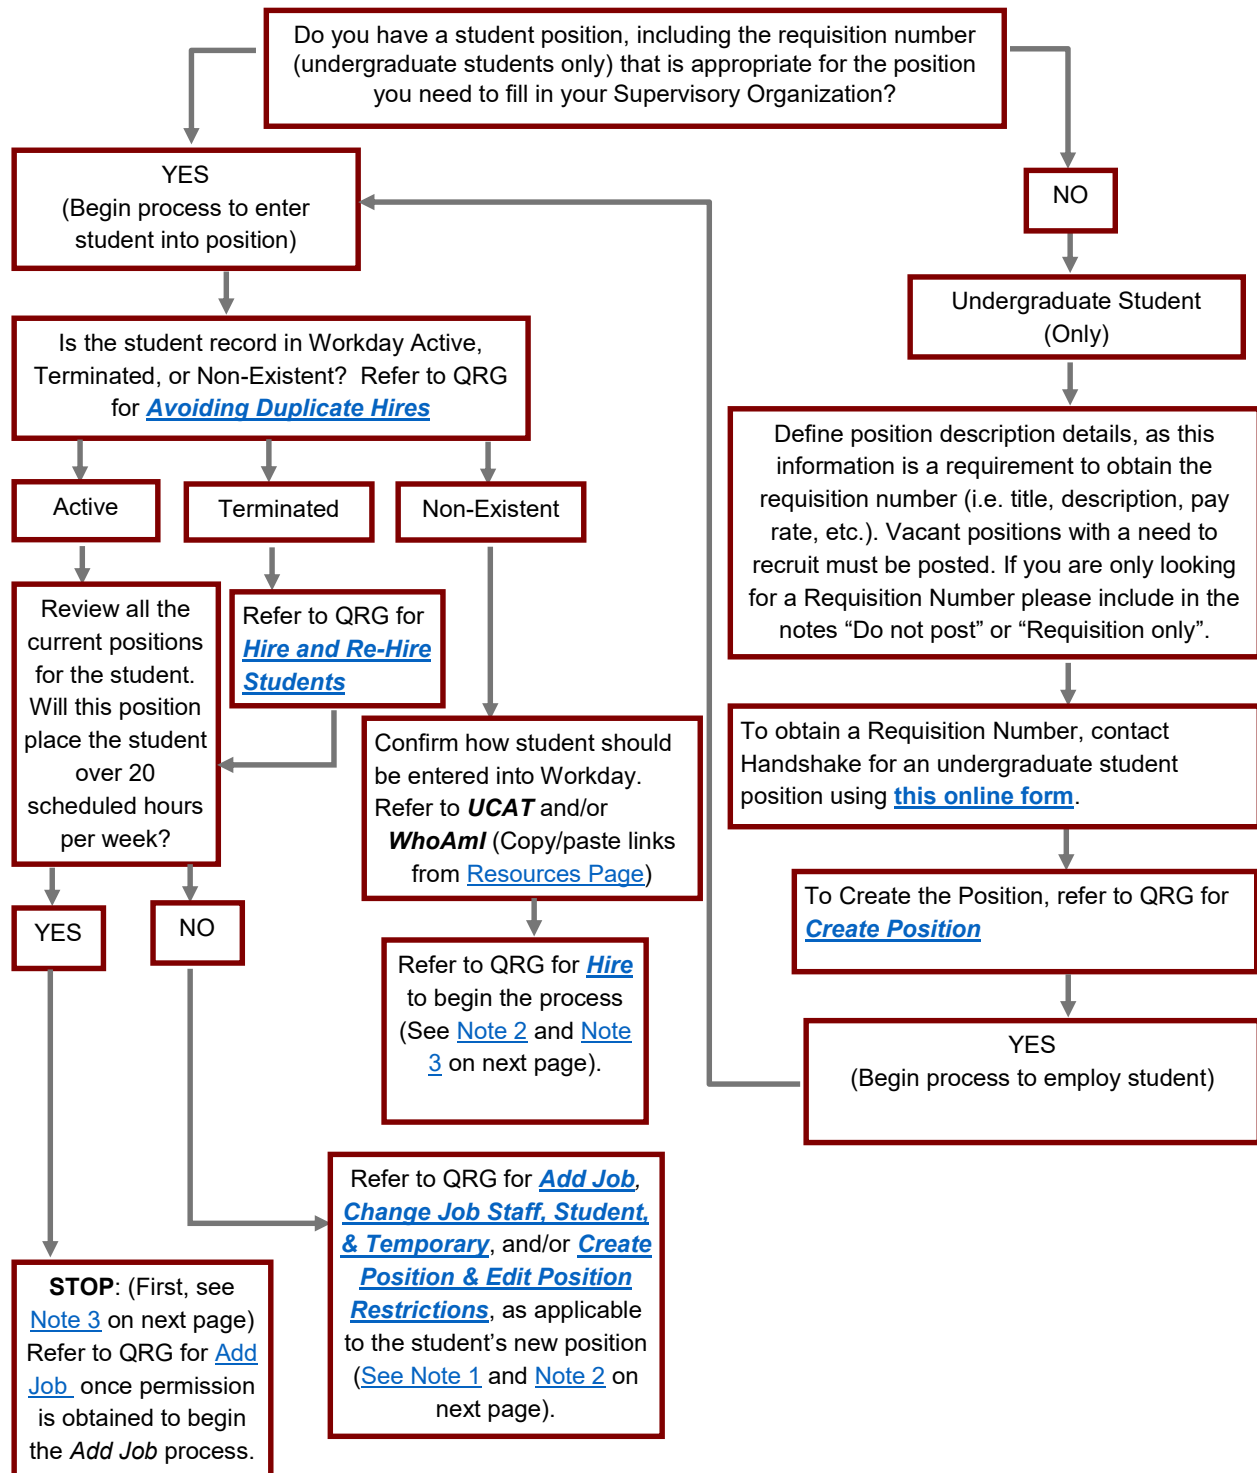 Do you have a student position, including the requisition number
(undergraduate students only) that is appropriate for the position
you need to fill in your Supervisory Organization?
YES
(Begin process to enter
student into position)
NO
Undergraduate Student
(Only)
Is the student record in Workday Active,
Terminated, or Non-Existent?  Refer to QRG
for Avoiding Duplicate Hires
Define position description details, as this
information is a requirement to obtain the
requisition number (i.e. title, description, pay
rate, etc.). Vacant positions with a need to
recruit must be posted. If you are only looking
for a Requisition Number please include in the
notes “Do not post” or “Requisition only”.
Active
Terminated
Non-Existent
Review all the
current positions
for the student.
Will this position
place the student
over 20
scheduled hours
per week?
Refer to QRG for
Hire and Re-Hire
Students
Confirm how student should
be entered into Workday.
Refer to UCAT and/or
WhoAmI (Copy/paste links
from Resources Page)
To obtain a Requisition Number, contact
Handshake for an undergraduate student
position using this online form.
To Create the Position, refer to QRG for
Create Position
YES
NO
Refer to QRG for Hire
to begin the process
(See Note 2 and Note
3 on next page).
YES
(Begin process to employ student)
Refer to QRG for Add Job,
Change Job Staff, Student,
& Temporary, and/or Create
Position & Edit Position
Restrictions, as applicable
to the student’s new position
(See Note 1 and Note 2 on
next page).
STOP: (First, see
Note 3 on next page)
Refer to QRG for Add
Job once permission
is obtained to begin
the Add Job process.